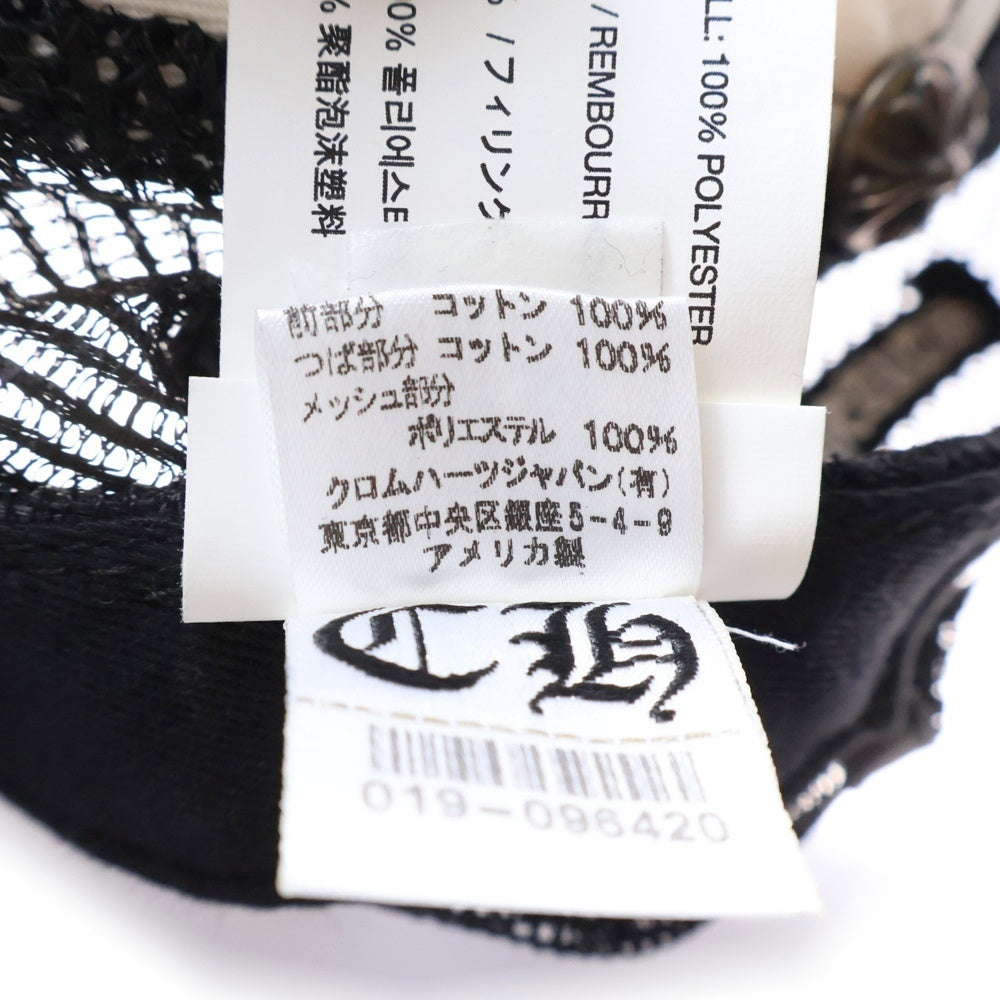 LL: 100% POLYESTER
/ REMBOURR
/ フィリング
0% 폴리에스테
% 聚酯泡沫塑料
前部分 コットン 100%
つば部分 コットン 100%
メッシュ部分
ポリエステル 100%
クロムハーツジャパン(有)
東京都中央区銀座5-4-9
アメリカ製
CH
019-096420